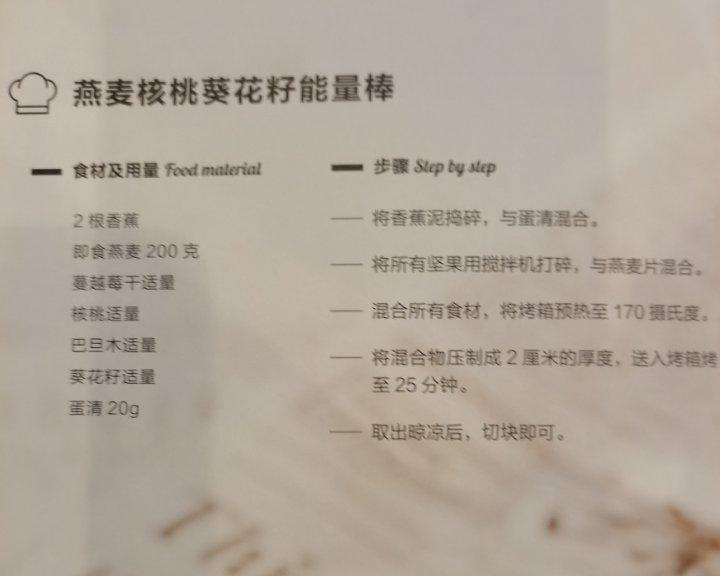 燕麦核桃葵花籽能量棒
食材及用量 Food material
2 根香蕉
即食燕麦 200 克
蔓越莓干适量
核桃适量
巴旦木适量
葵花籽适量
蛋清 20g
步骤 Step by step
将香蕉泥捣碎，与蛋清混合。
将所有坚果用搅拌机打碎，与燕麦片混合。
混合所有食材，将烤箱预热至 170 摄氏度。
将混合物压制成 2 厘米的厚度，送入烤箱烤
至 25 分钟。
取出晾凉后，切块即可。